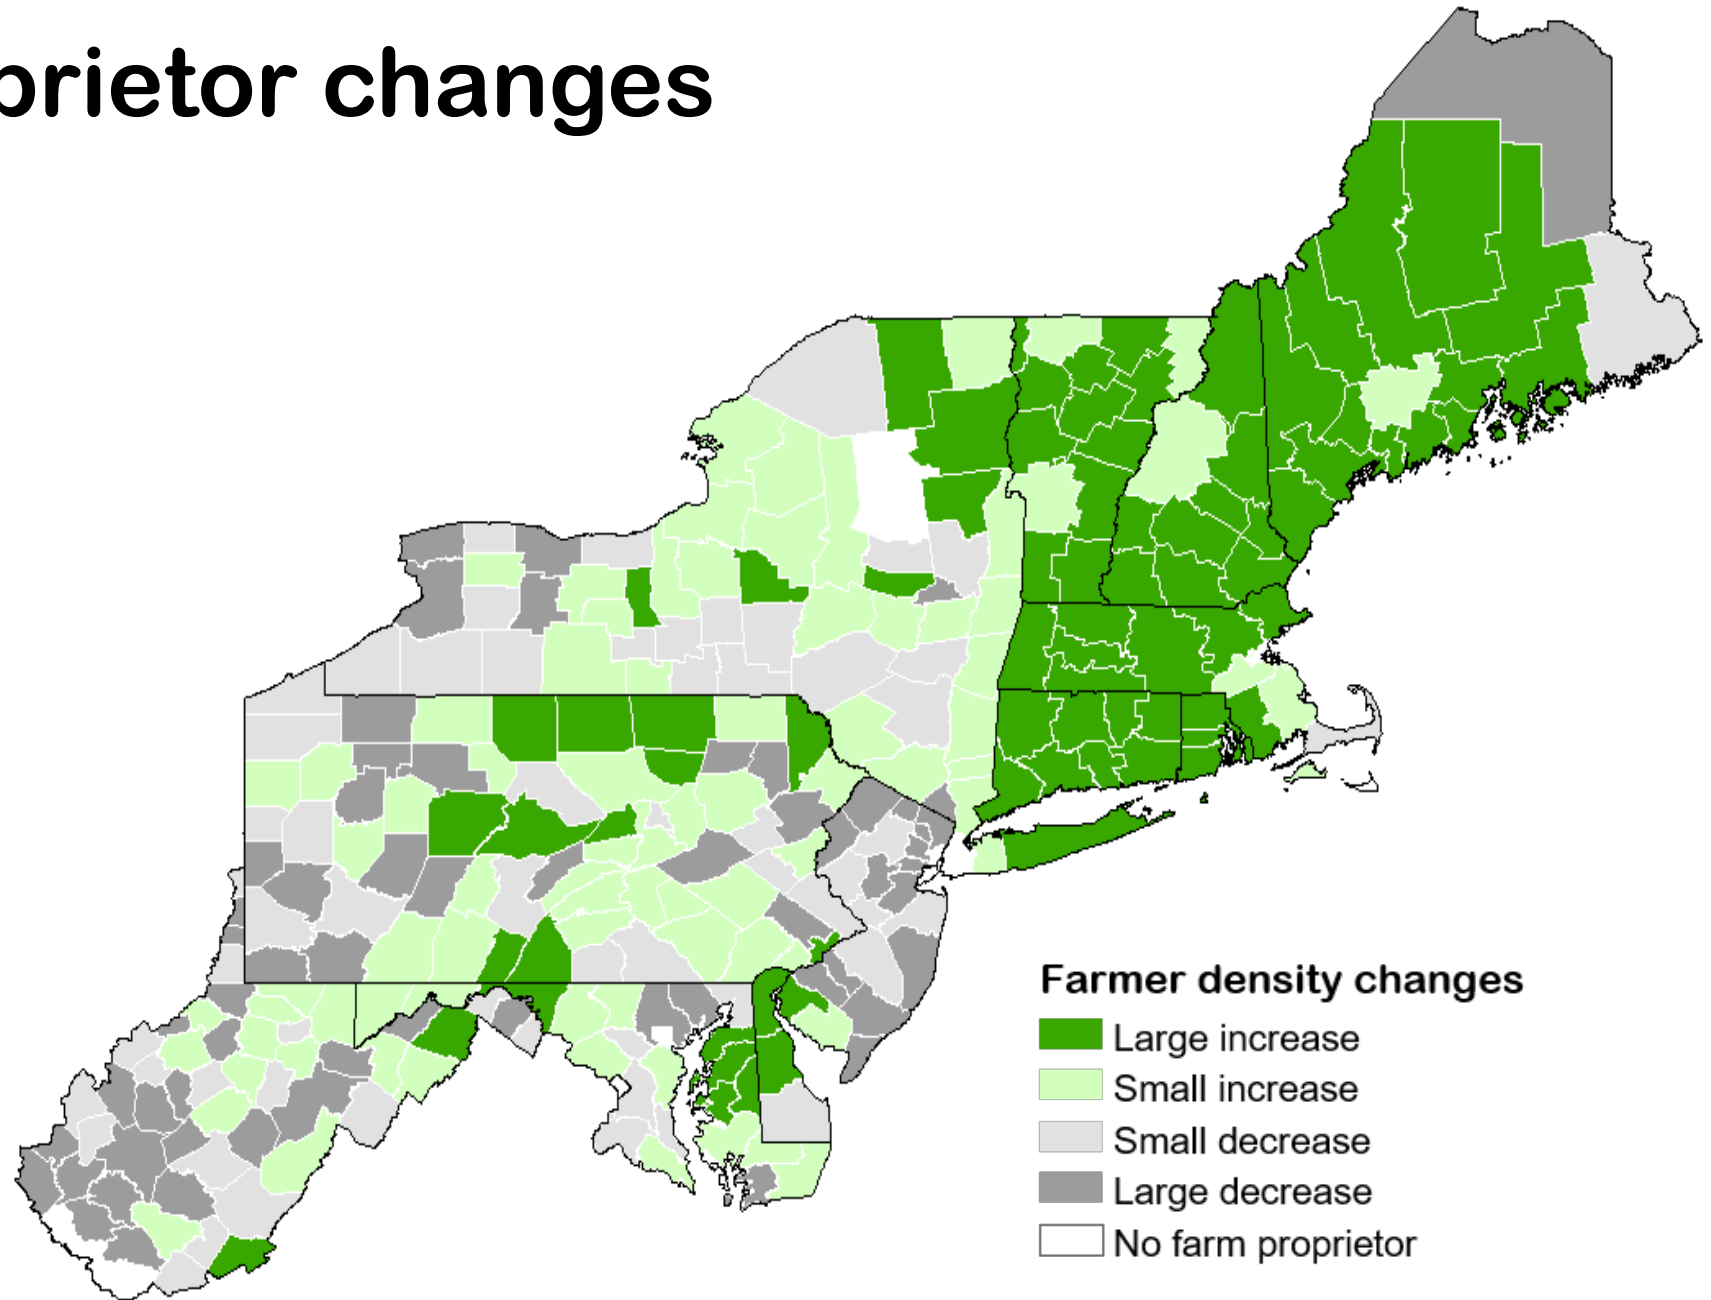 prietor changes
Farmer density changes
Large increase
Small increase
Small decrease
Large decrease
No farm proprietor